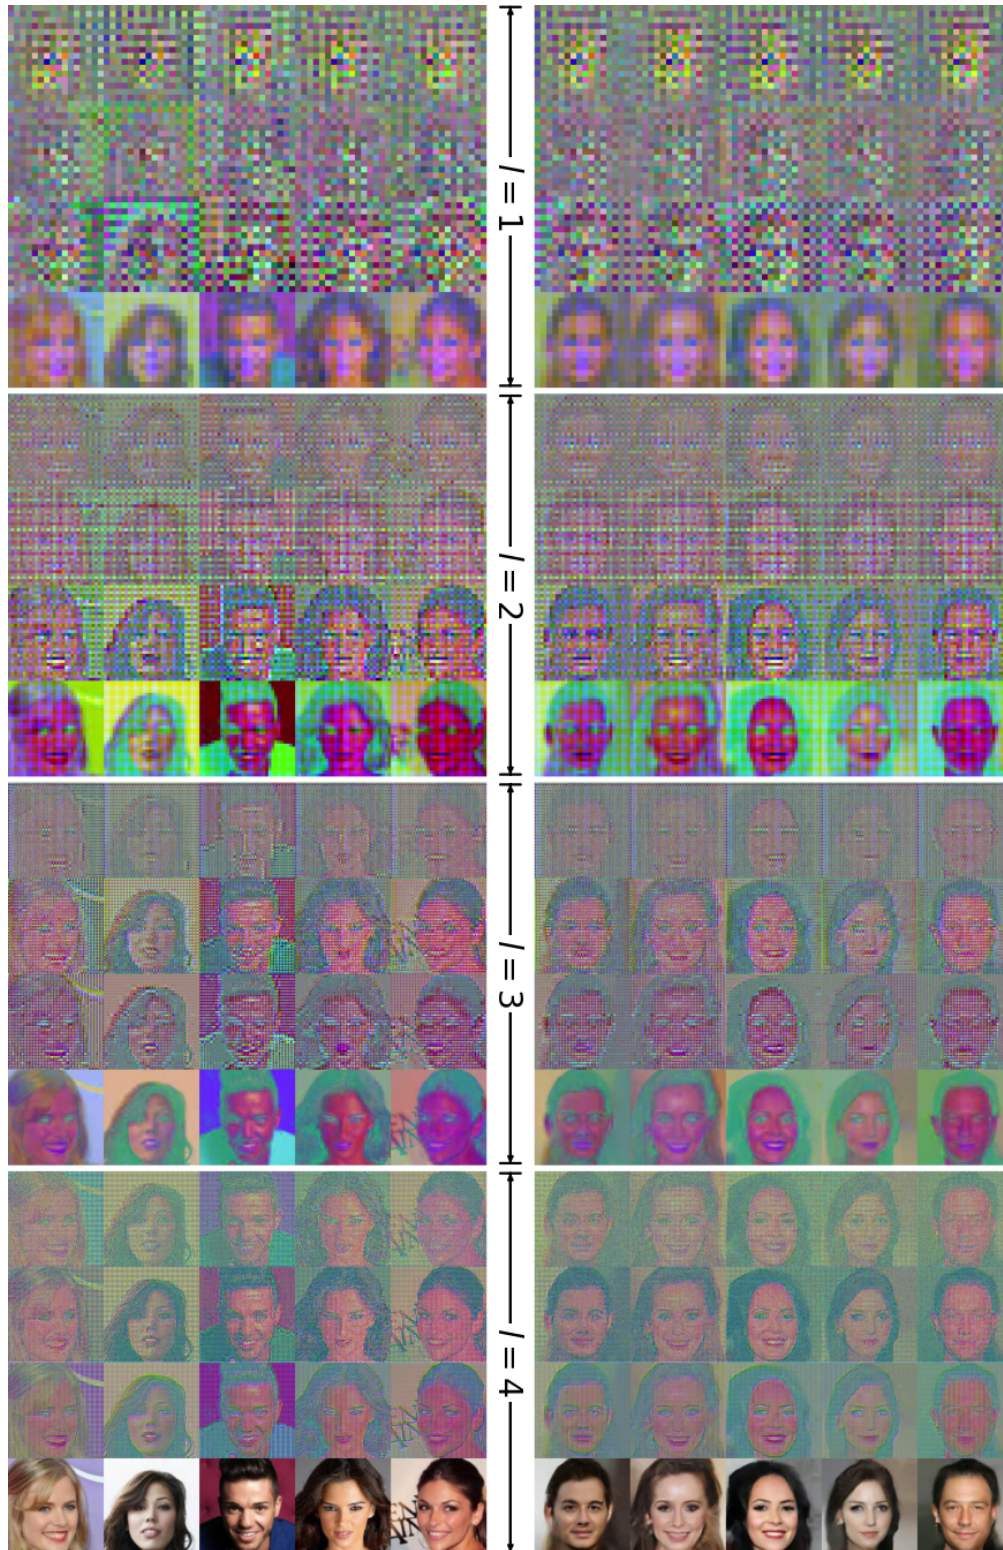 l = 1
l = 2
l = 3
l = 4